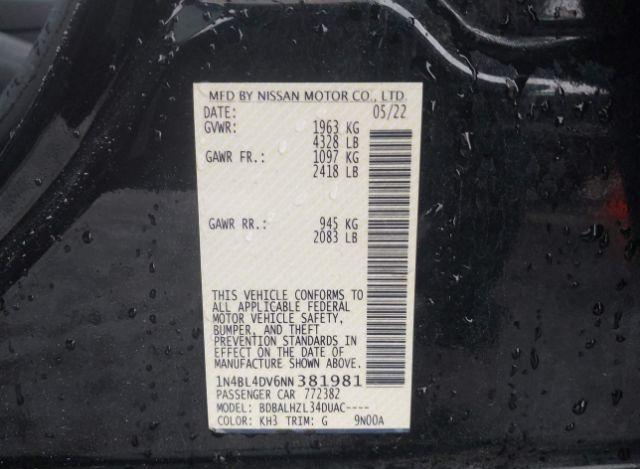 MFD BY NISSAN MOTOR CO., LTD.
DATE: 05/22
GVWR: 1963 KG
4328 LB
GAWR FR.: 1097 KG
2418 LB
GAWR RR.: 945 KG
2083 LB
THIS VEHICLE CONFORMS TO
ALL APPLICABLE FEDERAL
MOTOR VEHICLE SAFETY,
BUMPER, AND THEFT
PREVENTION STANDARDS IN
EFFECT ON THE DATE OF
MANUFACTURE SHOWN ABOVE.
1N4BL4DV6NN381981
PASSENGER CAR 772382
MODEL: BDBALHZL34DUAC----
COLOR: KH3 TRIM: G 9N00A